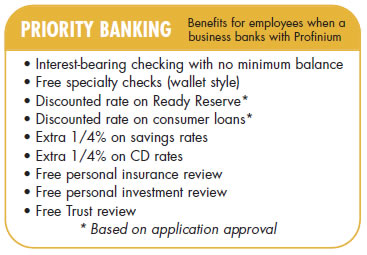 PRIORITY BANKING
Benefits for employees when a
business banks with Profinium
• Interest-bearing checking with no minimum balance
• Free specialty checks (wallet style)
• Discounted rate on Ready Reserve*
• Discounted rate on consumer loans*
• Extra 1/4% on savings rates
• Extra 1/4% on CD rates
• Free personal insurance review
• Free personal investment review
• Free Trust review
* Based on application approval